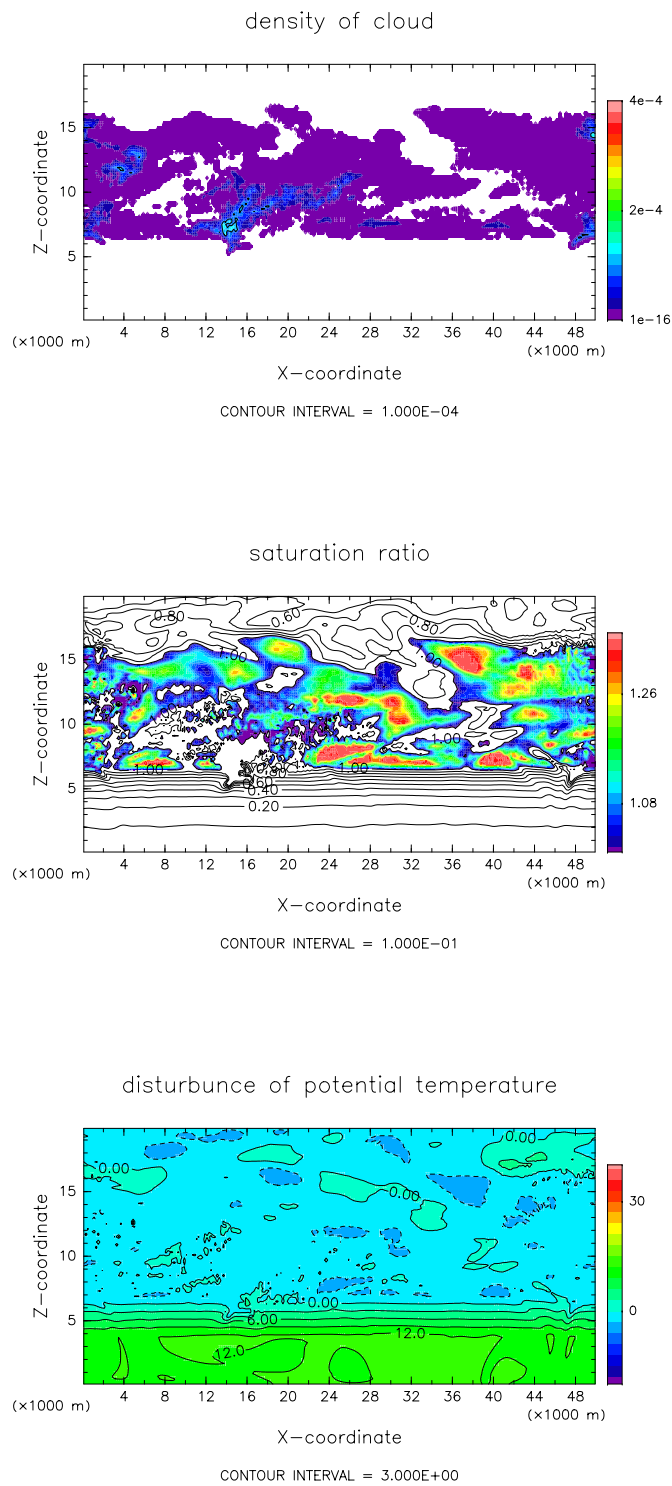 density of cloud
4e-4
15
10
2e-4
5
1e-16
Z-coordinate
4 8 12 16 20 24 28 32 36 40 44 48
(×1000 m) (×1000 m)
X-coordinate
CONTOUR INTERVAL = 1.000E-04
saturation ratio
0.80 0.60 0.80
1.00 1.00
15
1.26
10
1.00
1.00 0.80 1.00
0.60
5
0.40
1.08
0.20
Z-coordinate
4 8 12 16 20 24 28 32 36 40 44 48
(×1000 m) (×1000 m)
X-coordinate
CONTOUR INTERVAL = 1.000E-01
disturbunce of potential temperature
0.00
0.00
0.00
15
30
10
0.00
0
6.00
5
12.0
12.0
Z-coordinate
4 8 12 16 20 24 28 32 36 40 44 48
(×1000 m) (×1000 m)
X-coordinate
CONTOUR INTERVAL = 3.000E+00